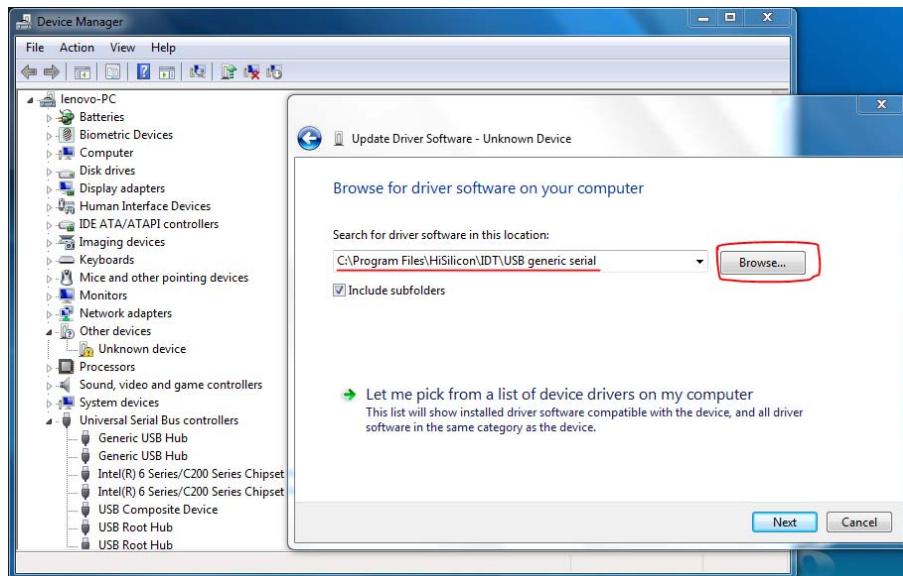 Device Manager
File Action View Help
lenovo-PC
Batteries
Biometric Devices
Computer
Disk drives
Display adapters
Human Interface Devices
IDE ATA/ATAPI controllers
Imaging devices
Keyboards
Mice and other pointing devices
Monitors
Network adapters
Other devices
Unknown device
Processors
Sound, video and game controllers
System devices
Universal Serial Bus controllers
Generic USB Hub
Generic USB Hub
Intel(R) 6 Series/C200 Series Chipset
Intel(R) 6 Series/C200 Series Chipset
USB Composite Device
USB Root Hub
USB Root Hub
Update Driver Software - Unknown Device
Browse for driver software on your computer
Search for driver software in this location:
C:\Program Files\HiSilicon\IDT\USB generic serial
Browse...
Include subfolders
Let me pick from a list of device drivers on my computer
This list will show installed driver software compatible with the device, and all driver
software in the same category as the device.
Next Cancel